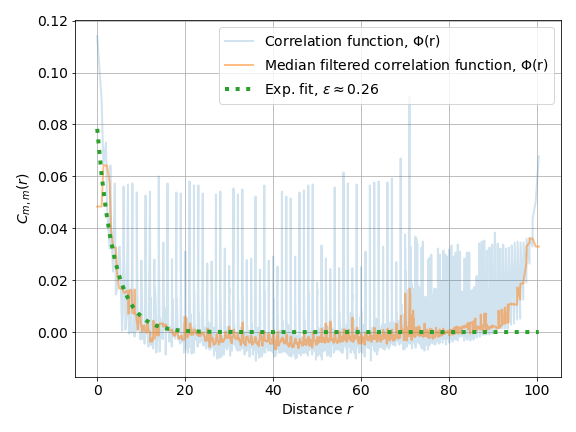 0.12
0.10
0.08
0.06
0.04
0.02
0.00
C_{m,m}(r)
Correlation function, Φ(r)
Median filtered correlation function, Φ(r)
Exp. fit, ε ≈ 0.26
0 20 40 60 80 100
Distance r